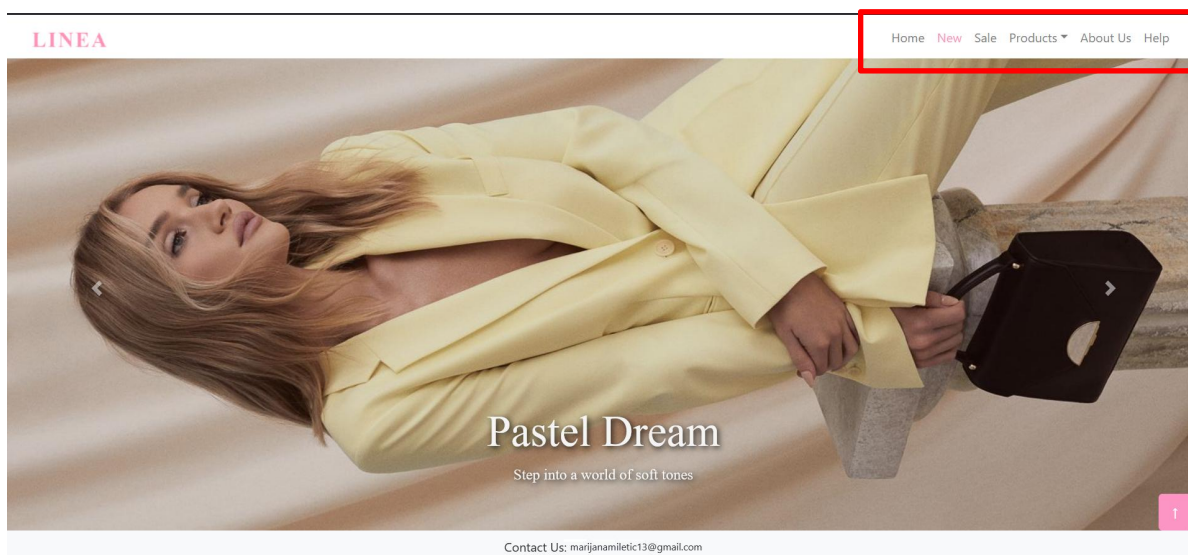 LINEA
Home New Sale Products About Us Help
Pastel Dream
Step into a world of soft tones
↑
Contact Us: marijanamiletic13@gmail.com